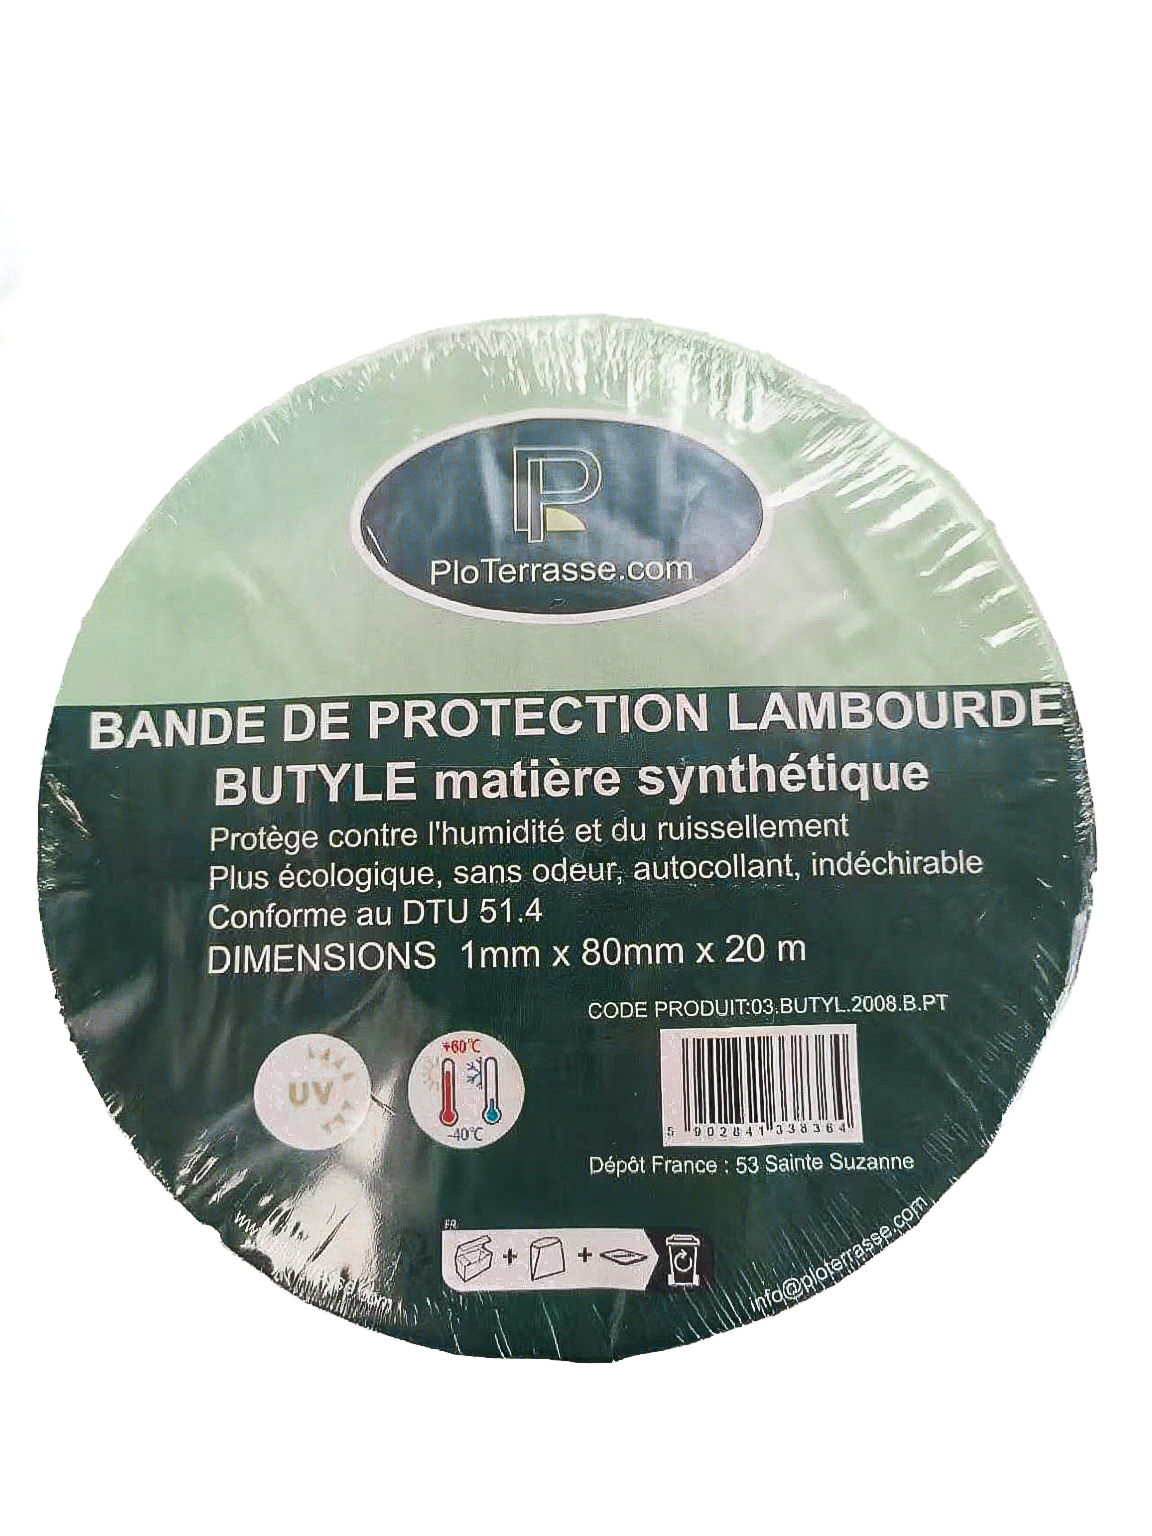 PloTerrasse.com
BANDE DE PROTECTION LAMBOURDE
BUTYLE matière synthétique
Protège contre l'humidité et du ruissellement
Plus écologique, sans odeur, autocollant, indéchirable
Conforme au DTU 51.4
DIMENSIONS 1mm x 80mm x 20 m
CODE PRODUIT:03.BUTYL.2008.B.PT
UV
+60°C
-40°C
5 902841 338364
Dépôt France : 53 Sainte Suzanne
FR
info@ploterrasse.com